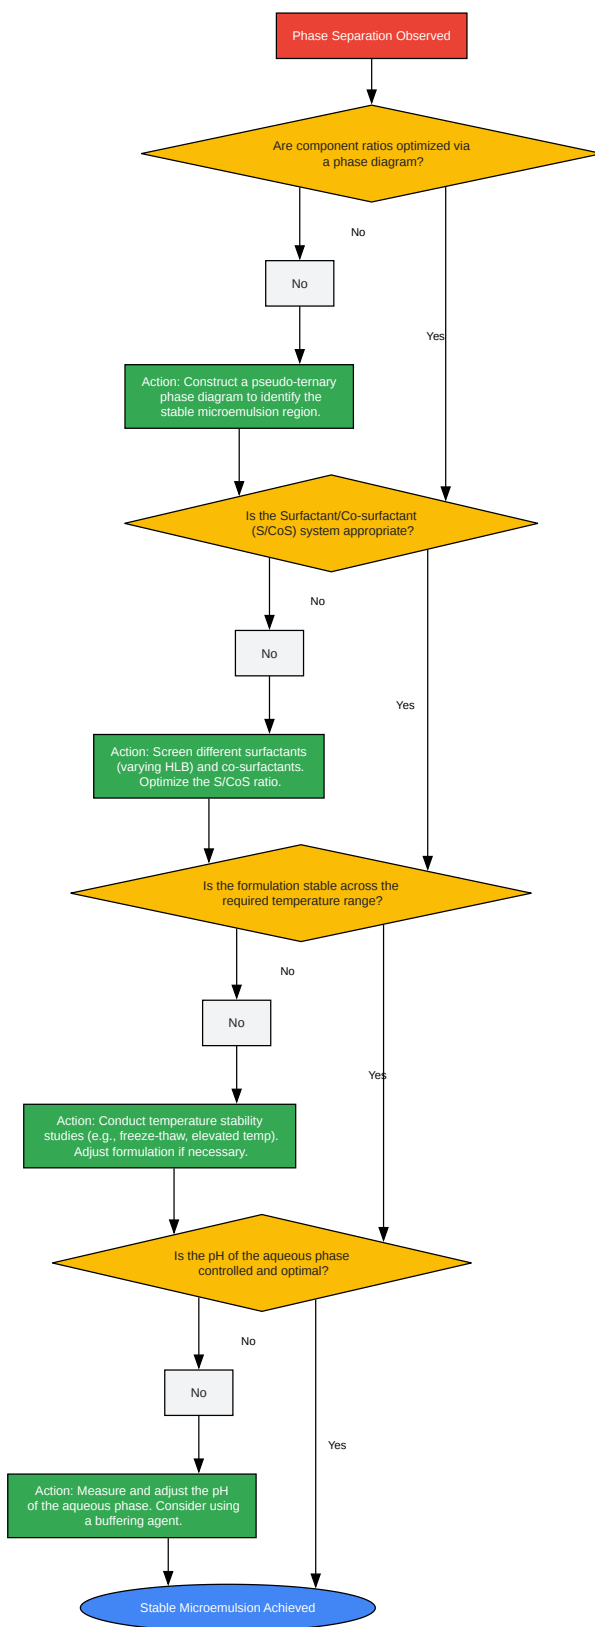 Phase Separation Observed
Are component ratios optimized via
a phase diagram?
No
No
Yes
Action: Construct a pseudo-ternary
phase diagram to identify the
stable microemulsion region.
Is the Surfactant/Co-surfactant
(S/CoS) system appropriate?
No
No
Yes
Action: Screen different surfactants
(varying HLB) and co-surfactants.
Optimize the S/CoS ratio.
Is the formulation stable across the
required temperature range?
No
No
Yes
Action: Conduct temperature stability
studies (e.g., freeze-thaw, elevated temp).
Adjust formulation if necessary.
Is the pH of the aqueous phase
controlled and optimal?
No
No
Yes
Action: Measure and adjust the pH
of the aqueous phase. Consider using
a buffering agent.
Stable Microemulsion Achieved